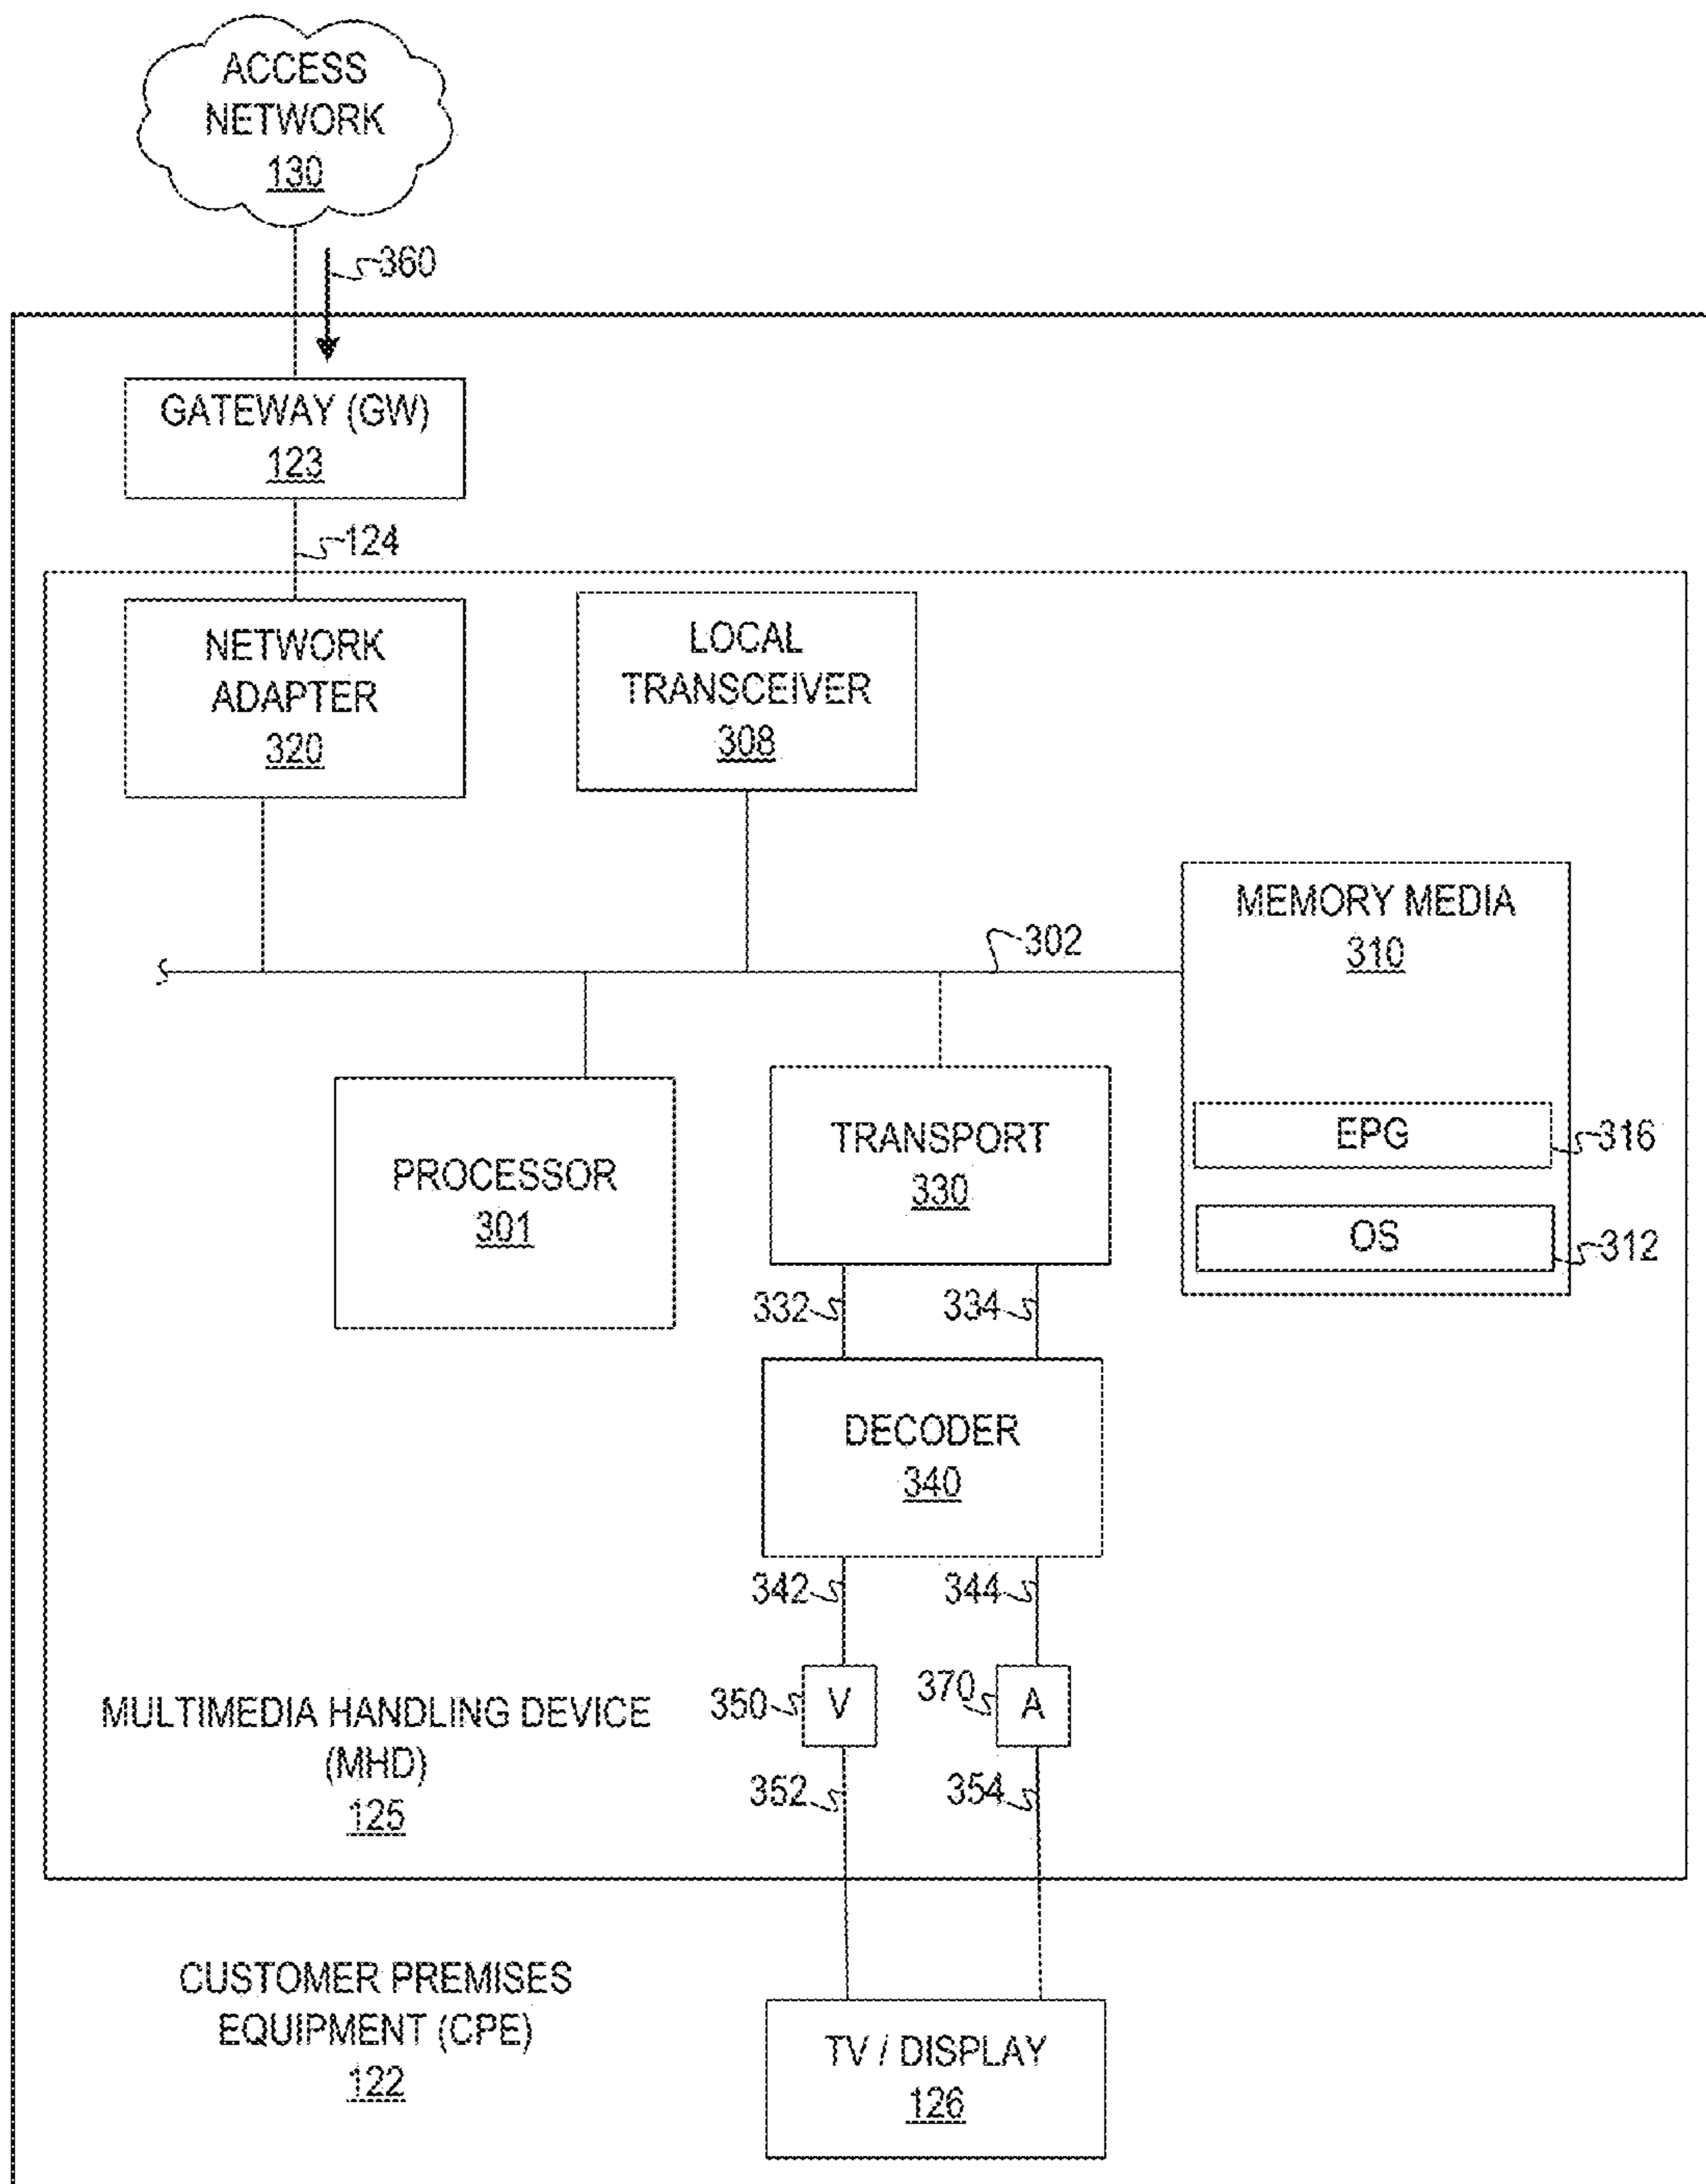 ACCESS
NETWORK
130
360
GATEWAY (GW)
123
124
NETWORK
ADAPTER
320
LOCAL
TRANSCEIVER
308
MEMORY MEDIA
310
302
EPG
316
OS
312
PROCESSOR
301
TRANSPORT
330
332
334
DECODER
340
342
344
350
V
370
A
352
354
MULTIMEDIA HANDLING DEVICE
(MHD)
125
CUSTOMER PREMISES
EQUIPMENT (CPE)
122
TV / DISPLAY
126